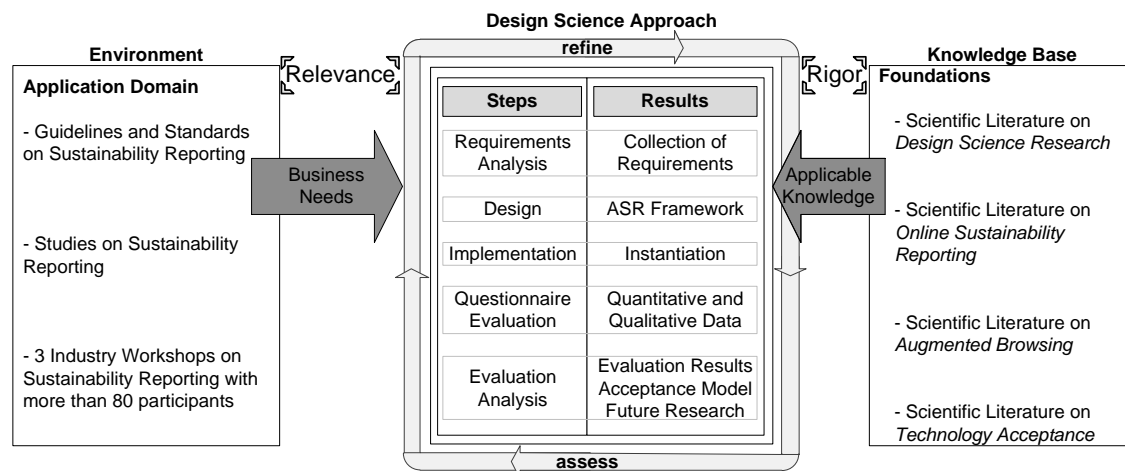 Design Science Approach
refine
Environment
Application Domain
- Guidelines and Standards
on Sustainability Reporting
- Studies on Sustainability
Reporting
- 3 Industry Workshops on
Sustainability Reporting with
more than 80 participants
Relevance
Business
Needs
Steps
Results
Requirements
Analysis
Collection of
Requirements
Design
ASR Framework
Implementation
Instantiation
Questionnaire
Evaluation
Quantitative and
Qualitative Data
Evaluation
Analysis
Evaluation Results
Acceptance Model
Future Research
assess
Rigor
Applicable
Knowledge
Knowledge Base
Foundations
- Scientific Literature on
Design Science Research
- Scientific Literature on
Online Sustainability
Reporting
- Scientific Literature on
Augmented Browsing
- Scientific Literature on
Technology Acceptance